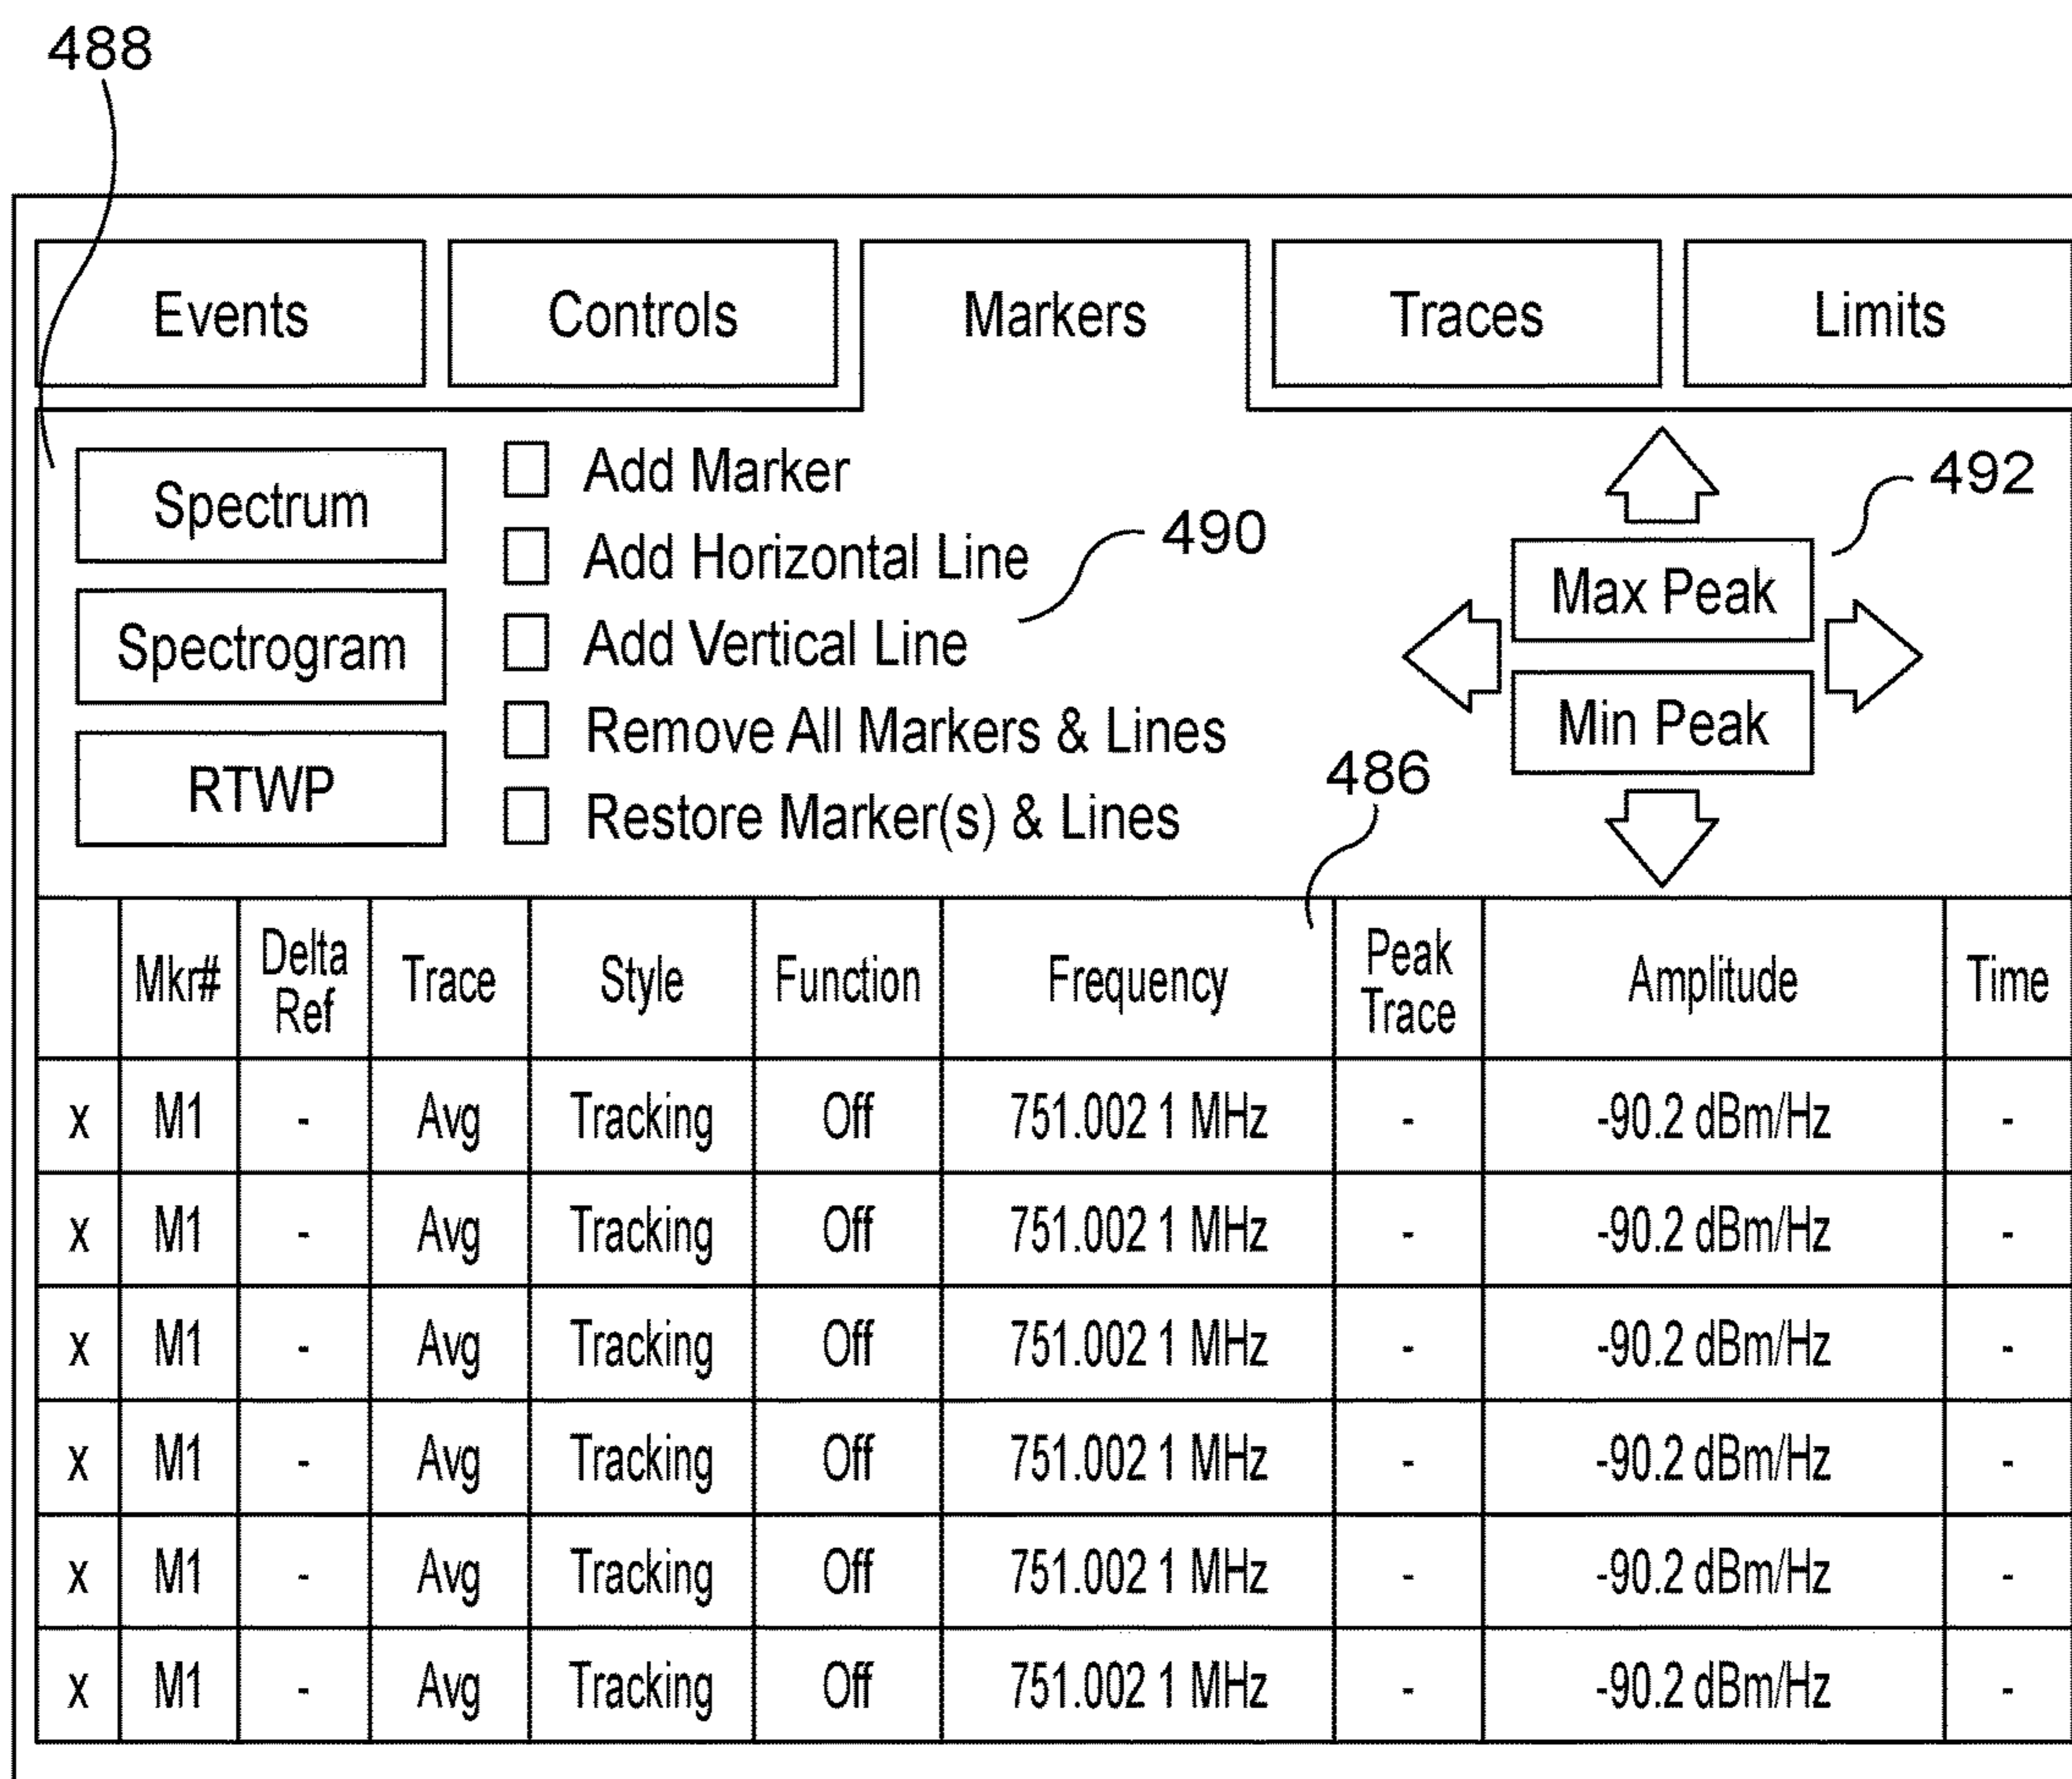 488
Events Controls Markers Traces Limits
Spectrum
Spectrogram
RTWP
Add Marker
Add Horizontal Line
Add Vertical Line
Remove All Markers & Lines
Restore Marker(s) & Lines
490
492
Max Peak
Min Peak
486
Mkr# Delta Ref Trace Style Function Frequency Peak Trace Amplitude Time
x M1 - Avg Tracking Off 751.002 1 MHz - -90.2 dBm/Hz -
x M1 - Avg Tracking Off 751.002 1 MHz - -90.2 dBm/Hz -
x M1 - Avg Tracking Off 751.002 1 MHz - -90.2 dBm/Hz -
x M1 - Avg Tracking Off 751.002 1 MHz - -90.2 dBm/Hz -
x M1 - Avg Tracking Off 751.002 1 MHz - -90.2 dBm/Hz -
x M1 - Avg Tracking Off 751.002 1 MHz - -90.2 dBm/Hz -